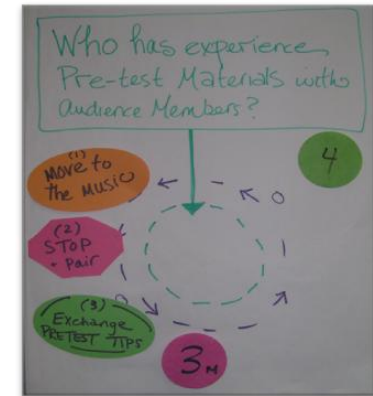 Who has experience,
Pre-test Materials with
Audience Members?
4
(1)
Move to
the Music
(2)
STOP
+ pair
(3)
Exchange
PRETEST TIPS
3M